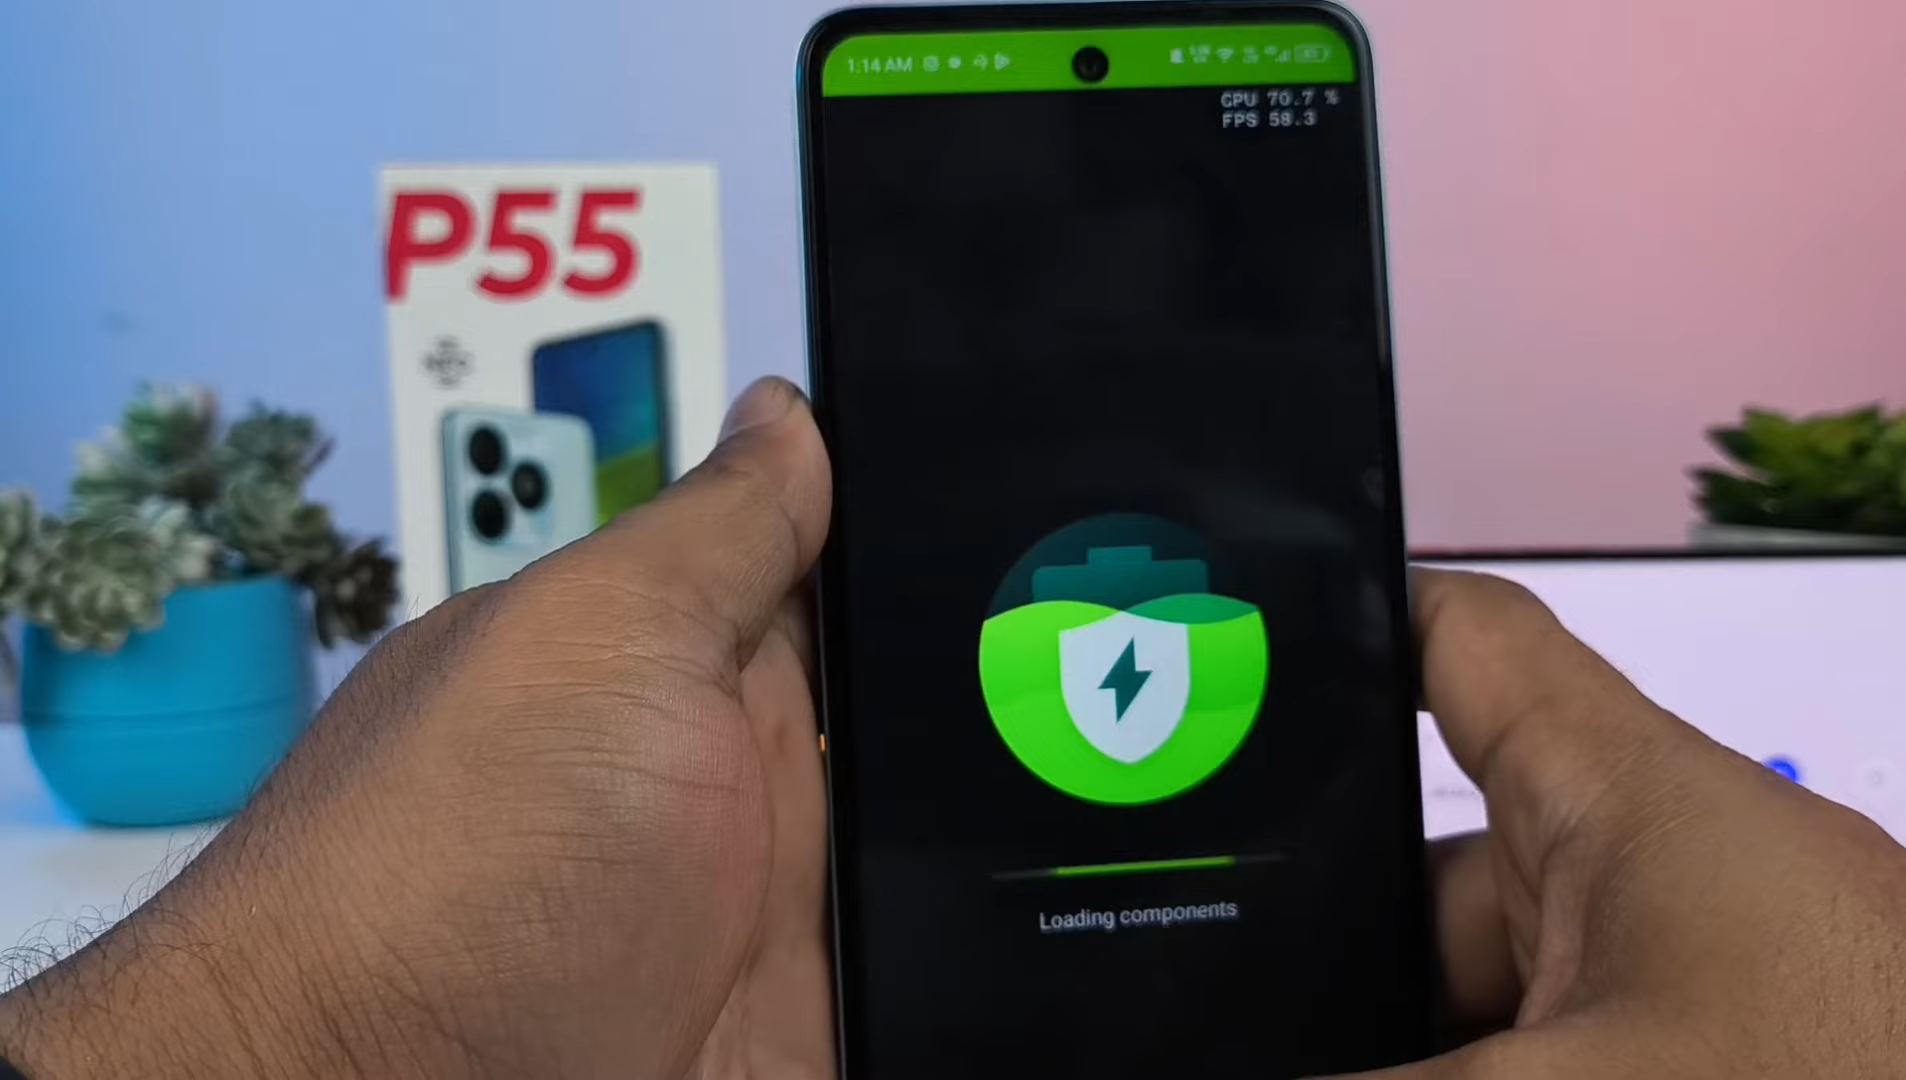 1:14 AM
CPU 70.7 %
FPS 58.3
P55
Loading components